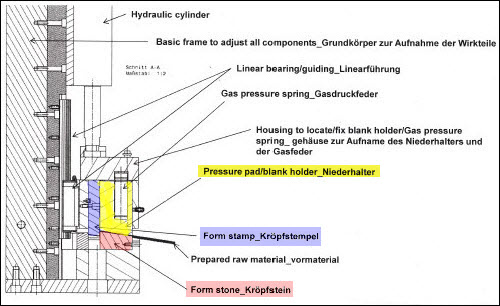 Hydraulic cylinder
Basic frame to adjust all components_Grundkörper zur Aufnahme der Wirkteile
Schnitt A-A
Maßstab: 1:2
Linear bearing/guiding_Linearführung
Gas pressure spring_Gasdruckfeder
Housing to locate/fix blank holder/Gas pressure
spring_ gehäuse zur Aufname des Niederhalters und
der Gasfeder
Pressure pad/blank holder_Niederhalter
Form stamp_Kröpfstempel
Prepared raw material_vormaterial
Form stone_Kröpfstein